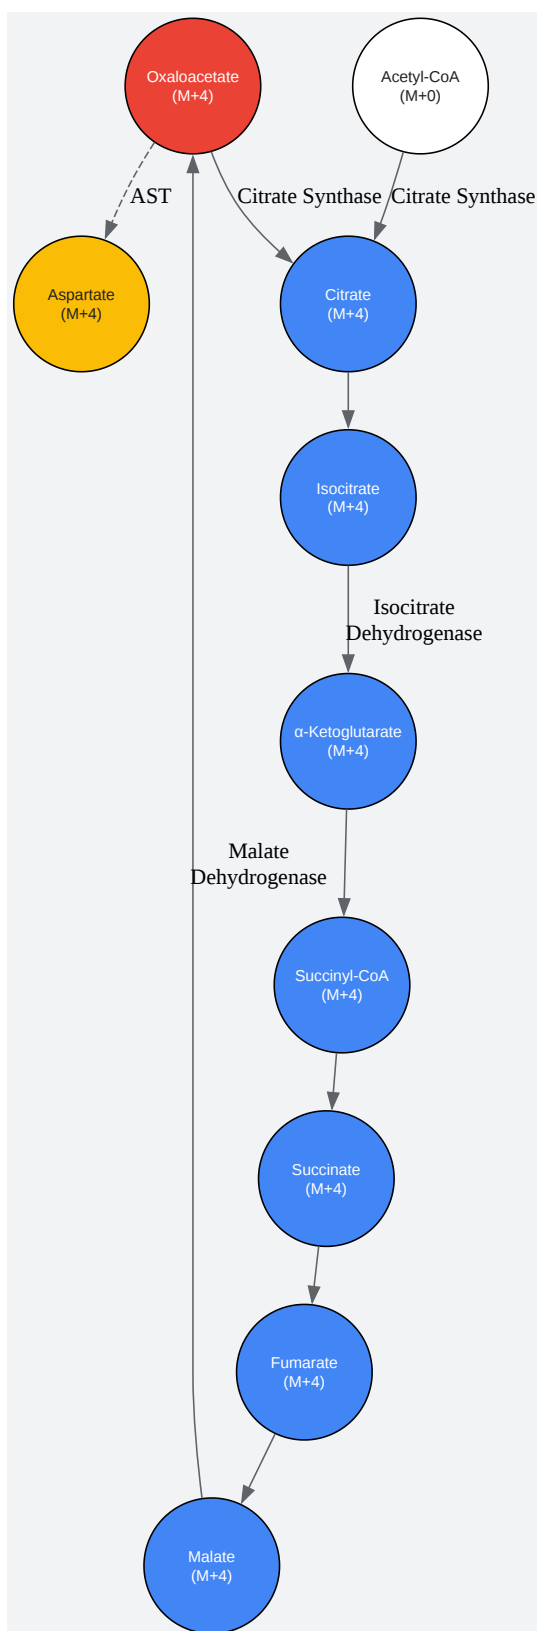 Oxaloacetate
(M+4)
Acetyl-CoA
(M+0)
AST
Citrate Synthase
Citrate Synthase
Aspartate
(M+4)
Citrate
(M+4)
Isocitrate
(M+4)
Isocitrate
Dehydrogenase
α-Ketoglutarate
(M+4)
Malate
Dehydrogenase
Succinyl-CoA
(M+4)
Succinate
(M+4)
Fumarate
(M+4)
Malate
(M+4)